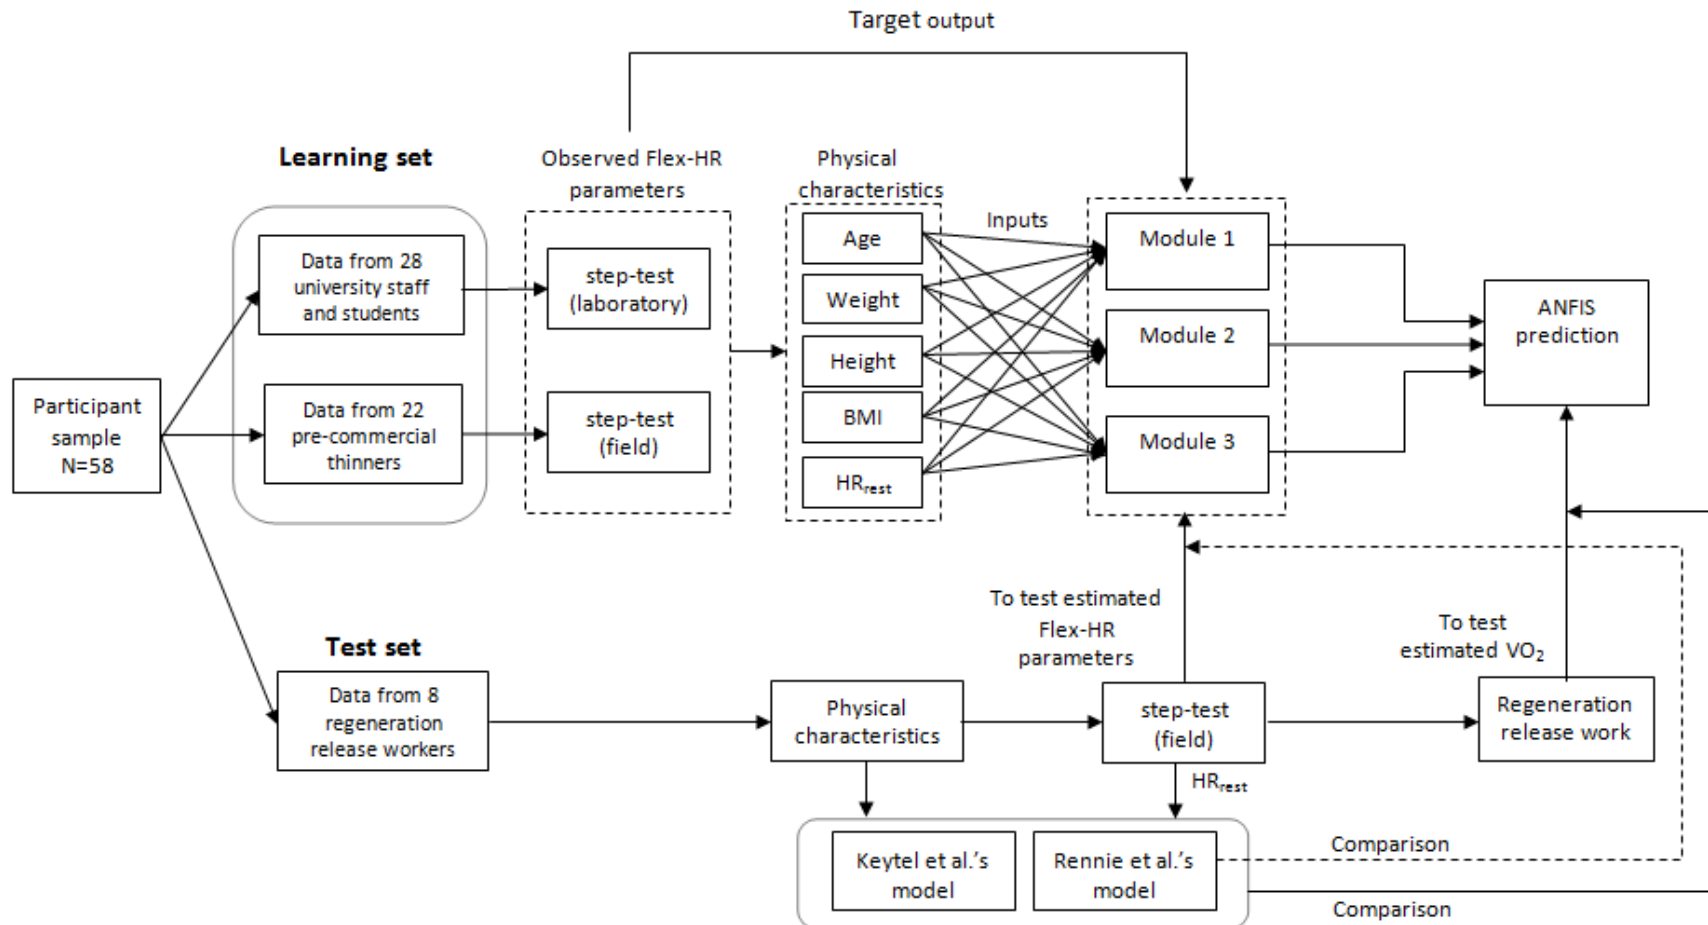 Target output
Learning set
Observed Flex-HR
parameters
Physical
characteristics
Inputs
Data from 28
university staff
and students
step-test
(laboratory)
Age
Weight
Height
BMI
HRrest
Module 1
Module 2
Module 3
ANFIS
prediction
Participant
sample
N=58
Data from 22
pre-commercial
thinners
step-test
(field)
To test estimated
Flex-HR
parameters
To test
estimated VO2
Test set
Data from 8
regeneration
release workers
Physical
characteristics
step-test
(field)
Regeneration
release work
HRrest
Keytel et al.’s
model
Rennie et al.’s
model
Comparison
Comparison